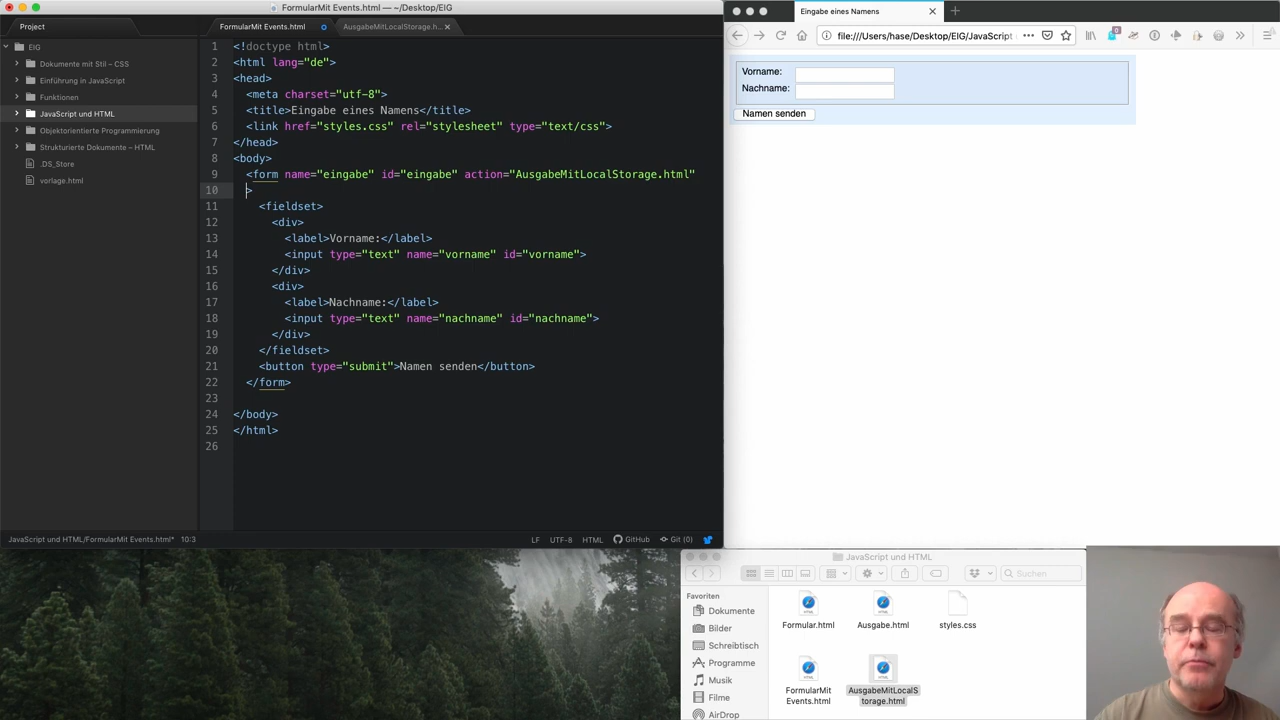 FormularMit Events.html — ~/Desktop/EIG
Project
FormularMit Events.html
AusgabeMitLocalStorage.h
EIG
Dokumente mit Stil – CSS
Einführung in JavaScript
Funktionen
JavaScript und HTML
Objektorientierte Programmierung
Strukturierte Dokumente – HTML
.DS_Store
vorlage.html
1 <!doctype html>
2 <html lang="de">
3 <head>
4 <meta charset="utf-8">
5 <title>Eingabe eines Namens</title>
6 <link href="styles.css" rel="stylesheet" type="text/css">
7 </head>
8 <body>
9 <form name="eingabe" id="eingabe" action="AusgabeMitLocalStorage.html"
10 >
11 <fieldset>
12 <div>
13 <label>Vorname:</label>
14 <input type="text" name="vorname" id="vorname">
15 </div>
16 <div>
17 <label>Nachname:</label>
18 <input type="text" name="nachname" id="nachname">
19 </div>
20 </fieldset>
21 <button type="submit">Namen senden</button>
22 </form>
23
24 </body>
25 </html>
26
JavaScript und HTML/FormularMit Events.html* 10:3
LF UTF-8 HTML GitHub Git (0)
Eingabe eines Namens
file:///Users/hase/Desktop/EIG/JavaScript
Vorname:
Nachname:
Namen senden
JavaScript und HTML
Suchen
Favoriten
Dokumente
Bilder
Schreibtisch
Programme
Musik
Filme
AirDrop
Formular.html
Ausgabe.html
styles.css
FormularMit
Events.html
AusgabeMitLocalS
torage.html